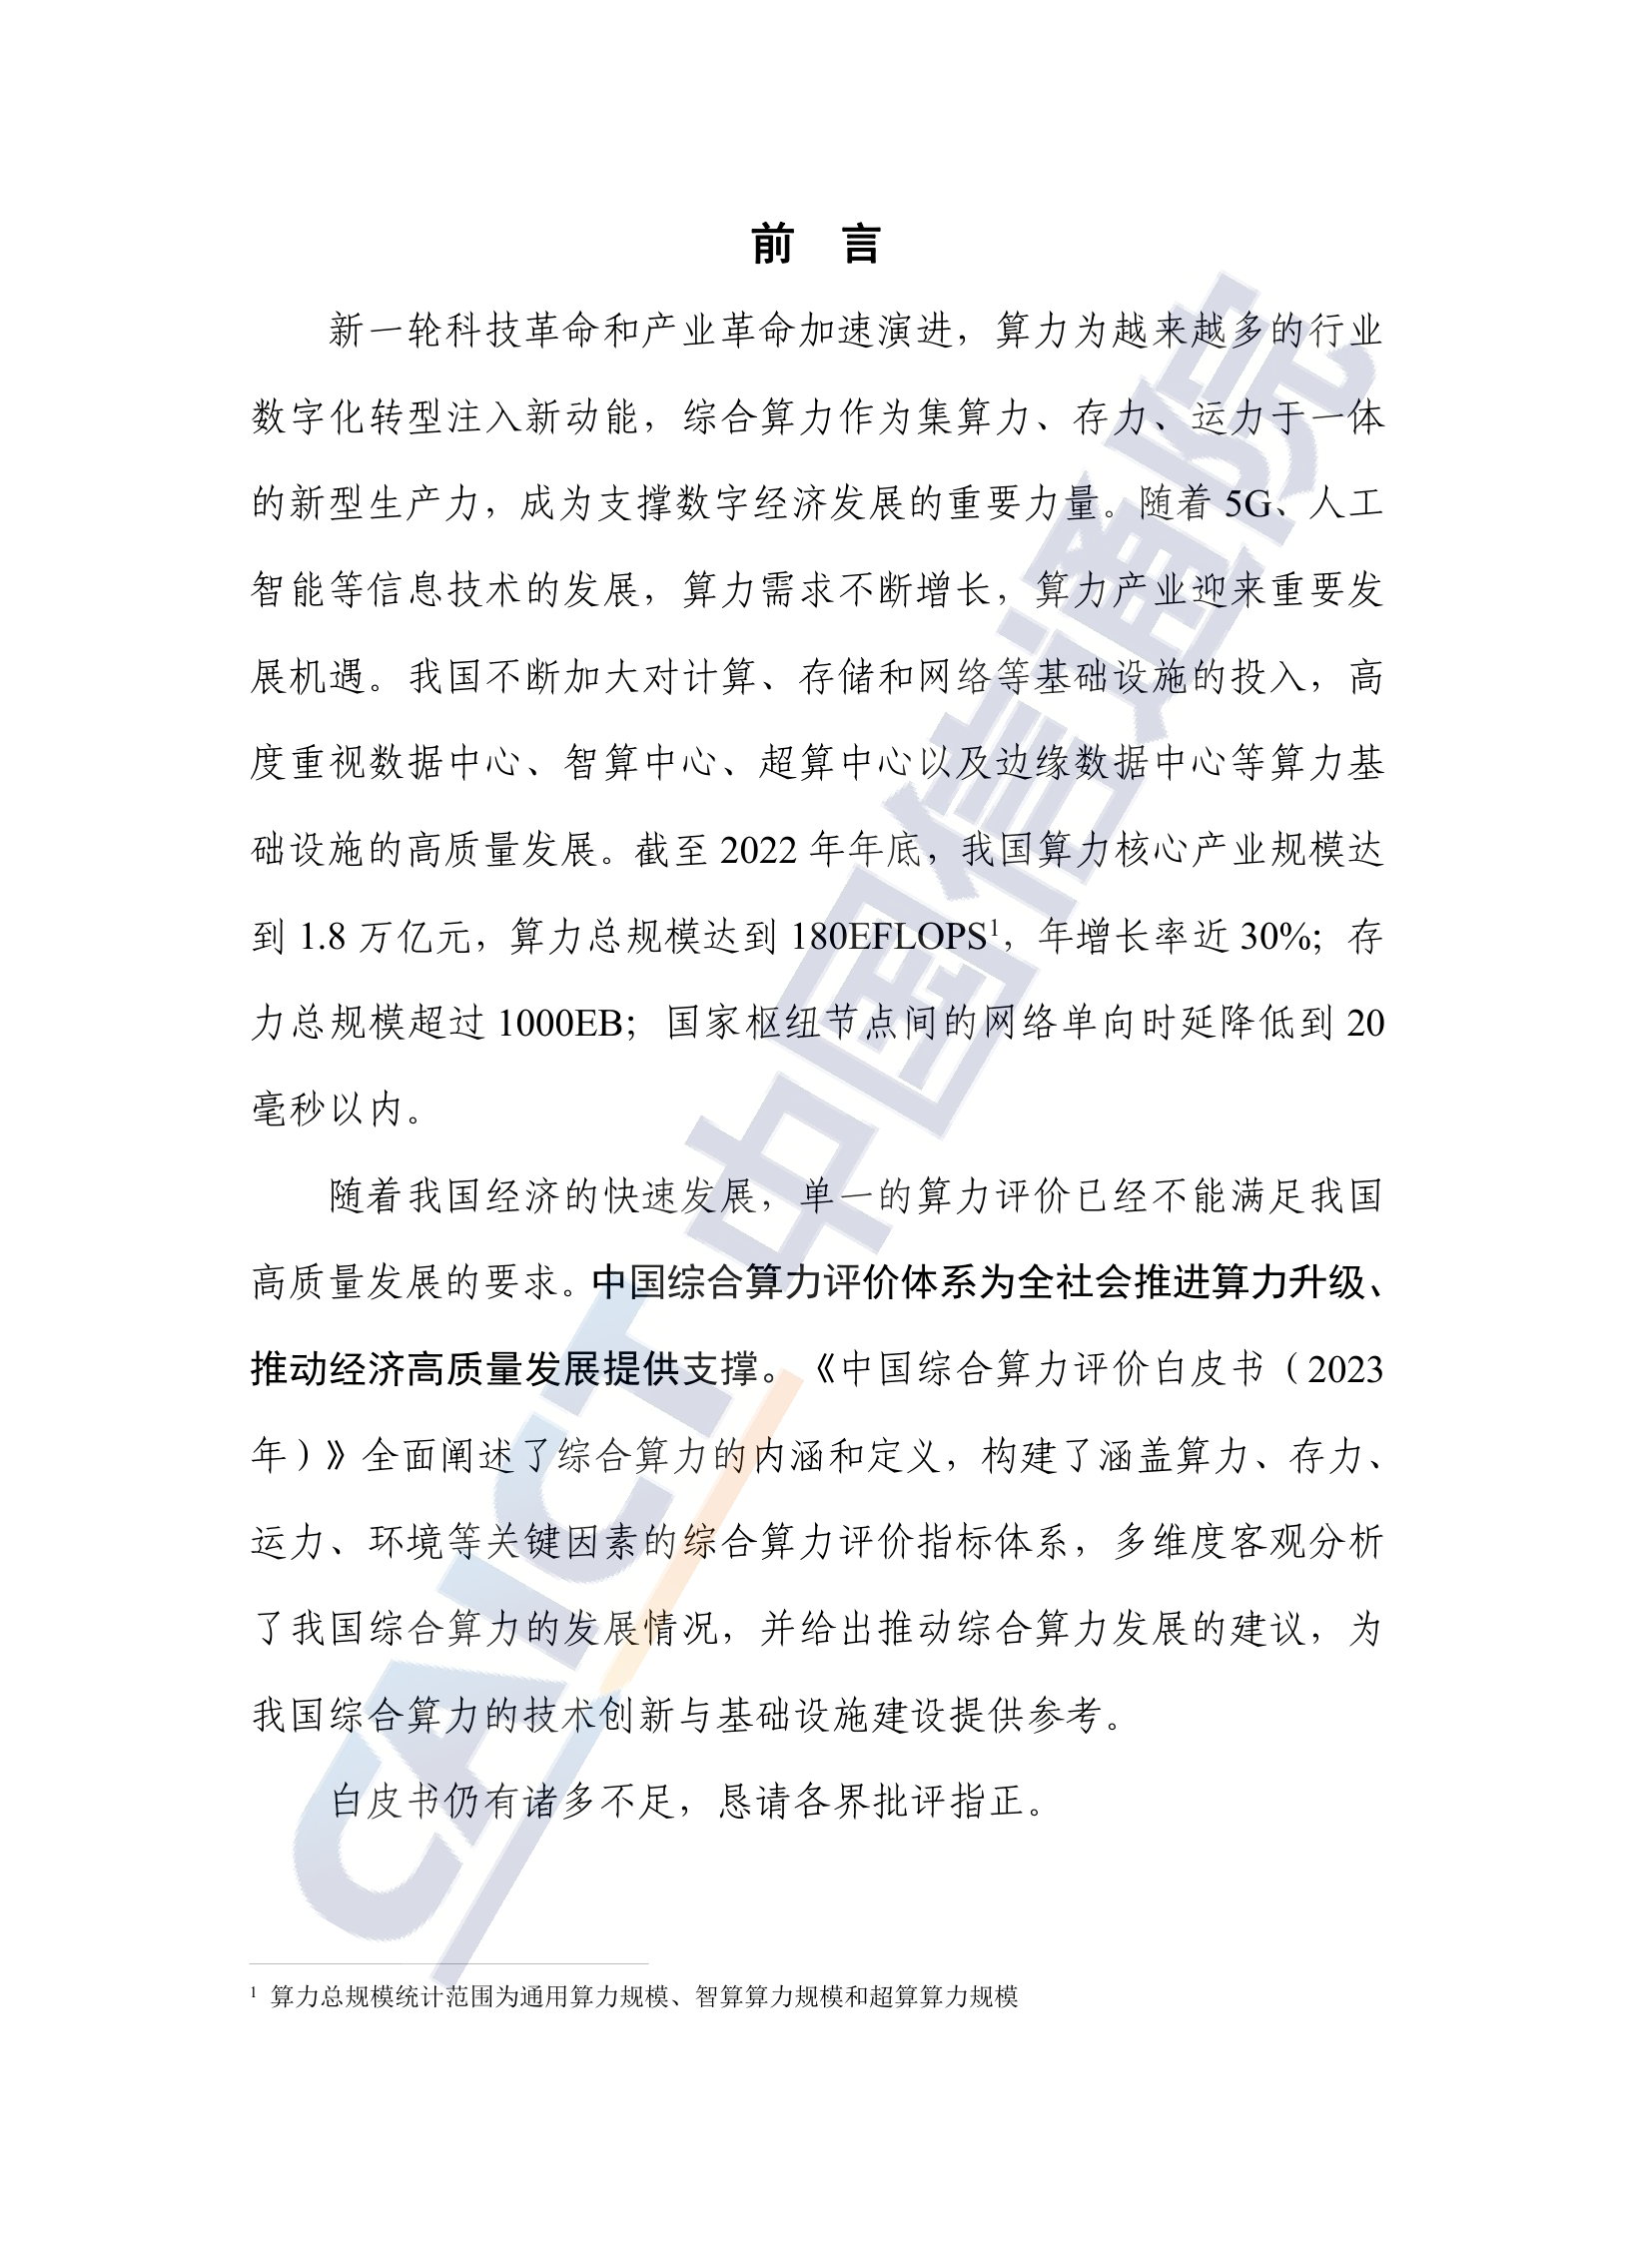 前 言
新一轮科技革命和产业革命加速演进，算力为越来越多的行业
数字化转型注入新动能，综合算力作为集算力、存力、运力于一体
的新型生产力，成为支撑数字经济发展的重要力量。随着 5G、人工
智能等信息技术的发展，算力需求不断增长，算力产业迎来重要发
展机遇。我国不断加大对计算、存储和网络等基础设施的投入，高
度重视数据中心、智算中心、超算中心以及边缘数据中心等算力基
础设施的高质量发展。截至 2022 年年底，我国算力核心产业规模达
到 1.8 万亿元，算力总规模达到 180EFLOPS¹，年增长率近 30%；存
力总规模超过 1000EB；国家枢纽节点间的网络单向时延降低到 20
毫秒以内。
随着我国经济的快速发展，单一的算力评价已经不能满足我国
高质量发展的要求。中国综合算力评价体系为全社会推进算力升级、
推动经济高质量发展提供支撑。《中国综合算力评价白皮书（2023
年）》全面阐述了综合算力的内涵和定义，构建了涵盖算力、存力、
运力、环境等关键因素的综合算力评价指标体系，多维度客观分析
了我国综合算力的发展情况，并给出推动综合算力发展的建议，为
我国综合算力的技术创新与基础设施建设提供参考。
白皮书仍有诸多不足，恳请各界批评指正。
¹ 算力总规模统计范围为通用算力规模、智算算力规模和超算算力规模
CAICT 中国信通院